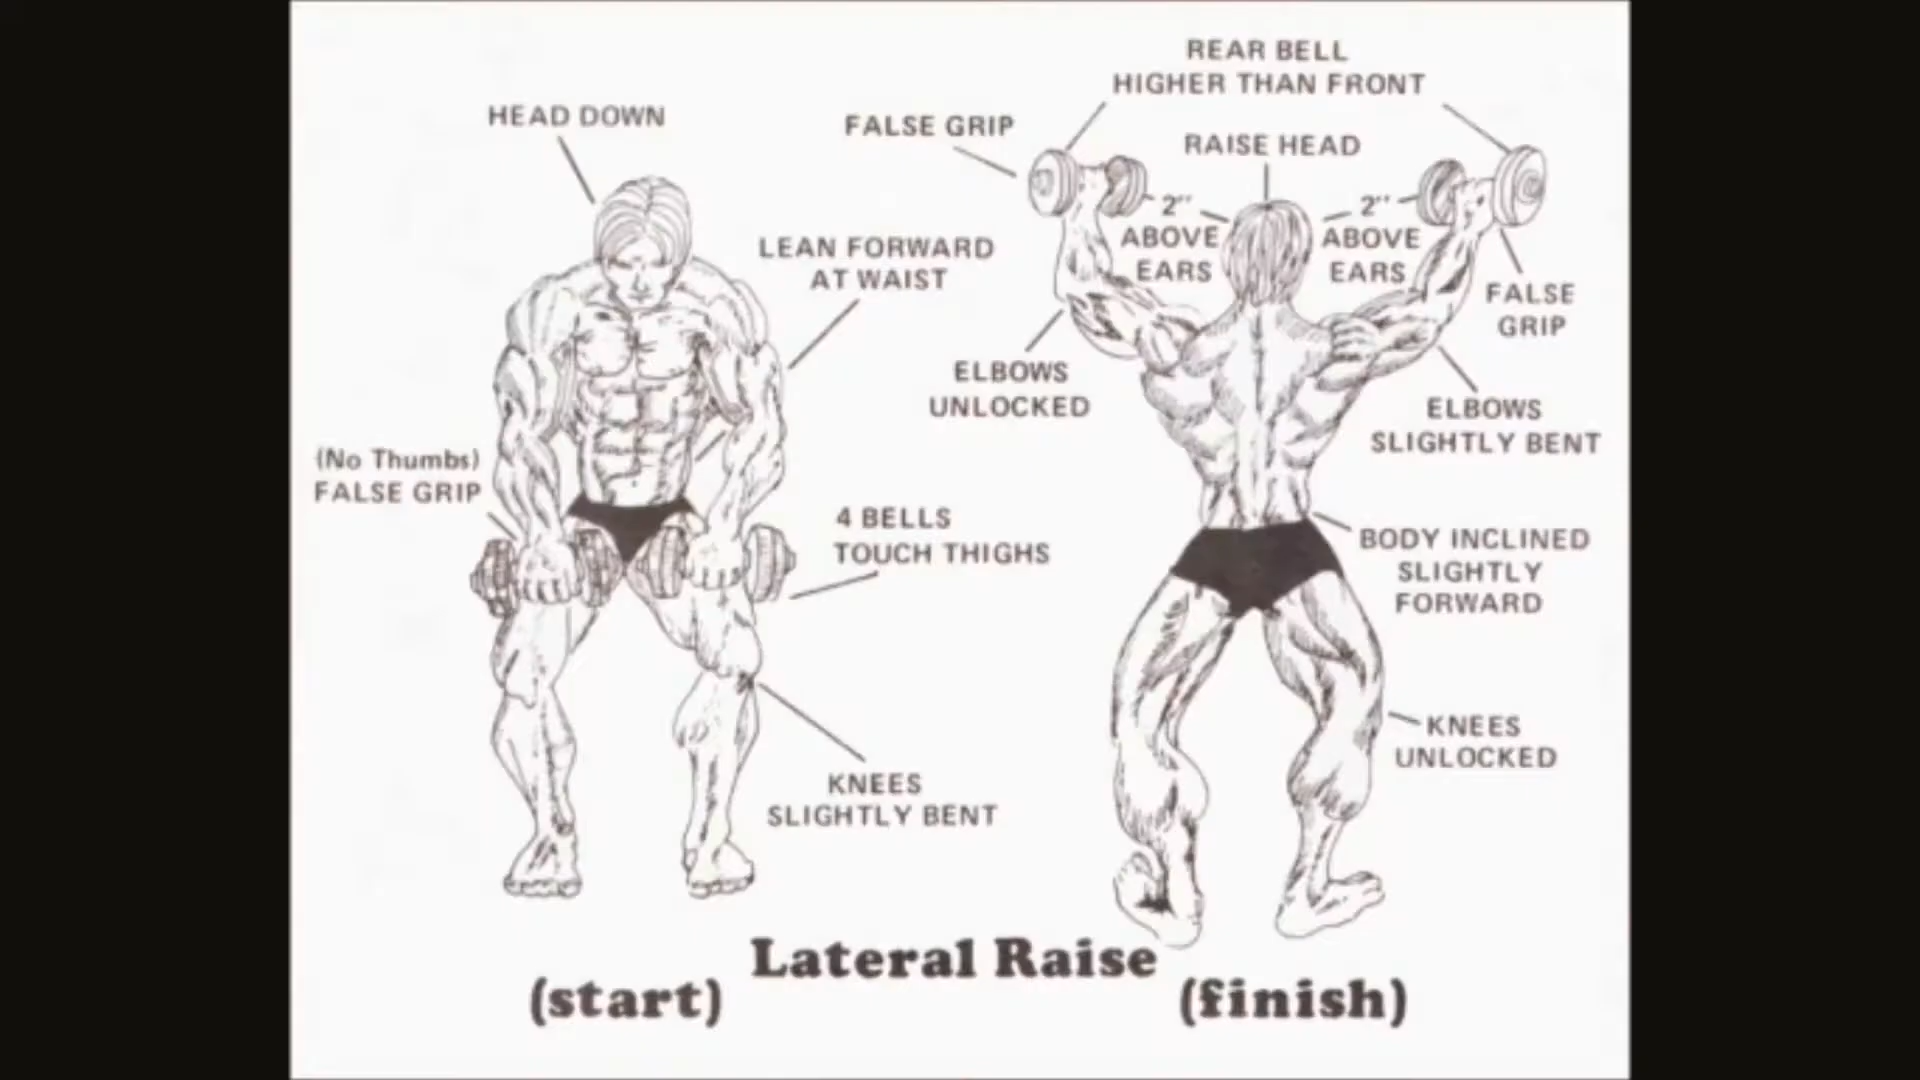 HEAD DOWN
LEAN FORWARD
AT WAIST
(No Thumbs)
FALSE GRIP
4 BELLS
TOUCH THIGHS
KNEES
SLIGHTLY BENT
REAR BELL
HIGHER THAN FRONT
FALSE GRIP
RAISE HEAD
2"
ABOVE
EARS
2"
ABOVE
EARS
FALSE
GRIP
ELBOWS
UNLOCKED
ELBOWS
SLIGHTLY BENT
BODY INCLINED
SLIGHTLY
FORWARD
KNEES
UNLOCKED
Lateral Raise
(start)
(finish)